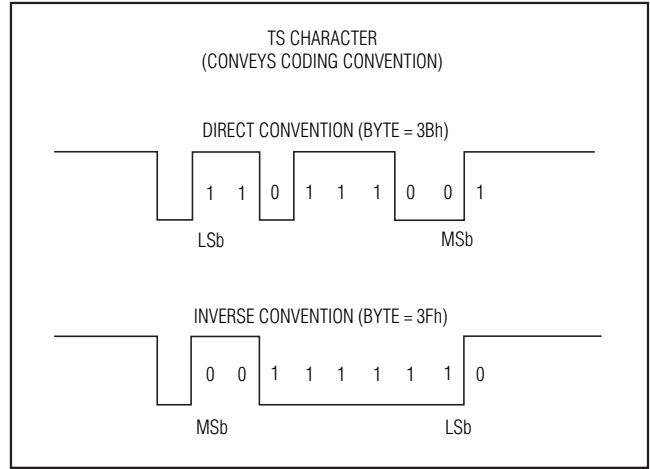 TS CHARACTER
(CONVEYS CODING CONVENTION)
DIRECT CONVENTION (BYTE = 3Bh)
1 1 0 1 1 1 0 0 1
LSb MSb
INVERSE CONVENTION (BYTE = 3Fh)
0 0 1 1 1 1 1 1 0
MSb LSb